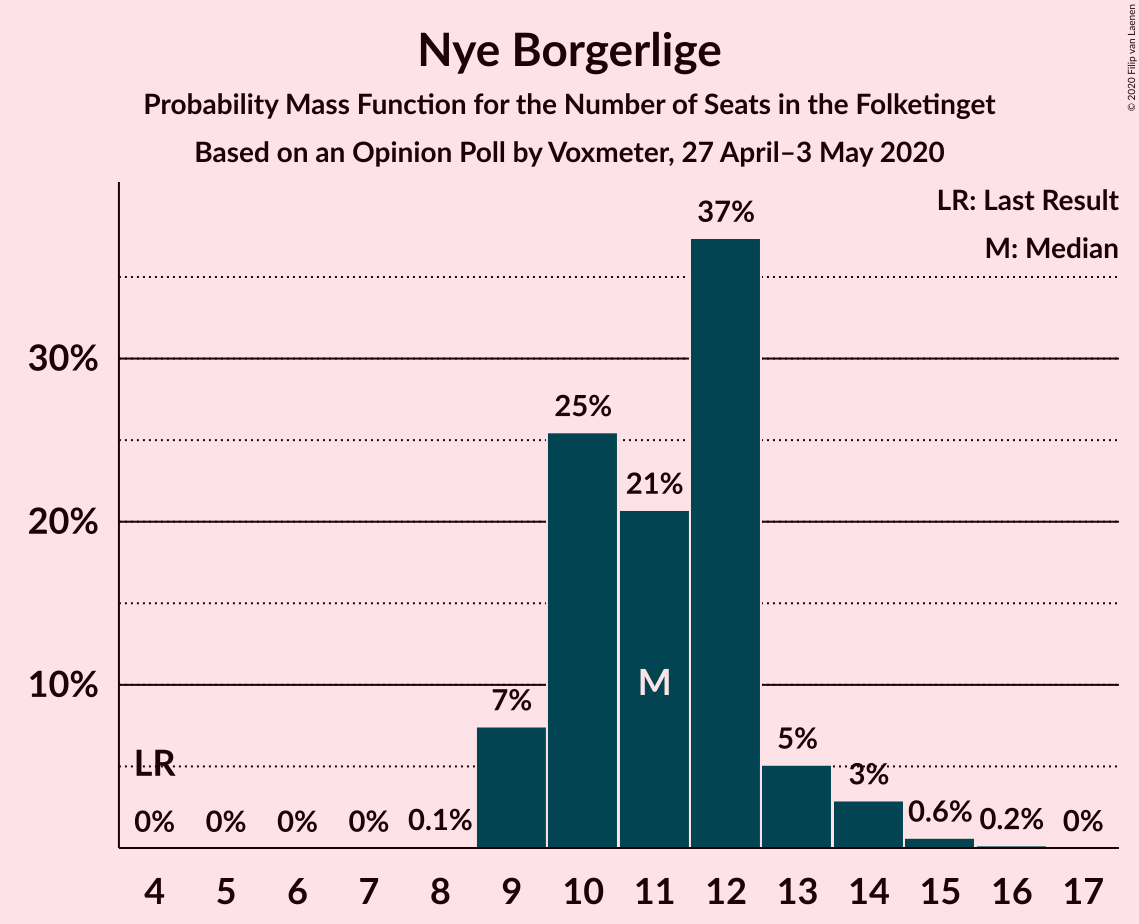 Nye Borgerlige
Probability Mass Function for the Number of Seats in the Folketinget
Based on an Opinion Poll by Voxmeter, 27 April–3 May 2020
© 2020 Filip van Laenen
LR: Last Result
M: Median
37%
30%
25%
21%
20%
10%
M
7%
5%
LR
3%
0% 0% 0% 0% 0.1% 0.6% 0.2% 0%
4 5 6 7 8 9 10 11 12 13 14 15 16 17